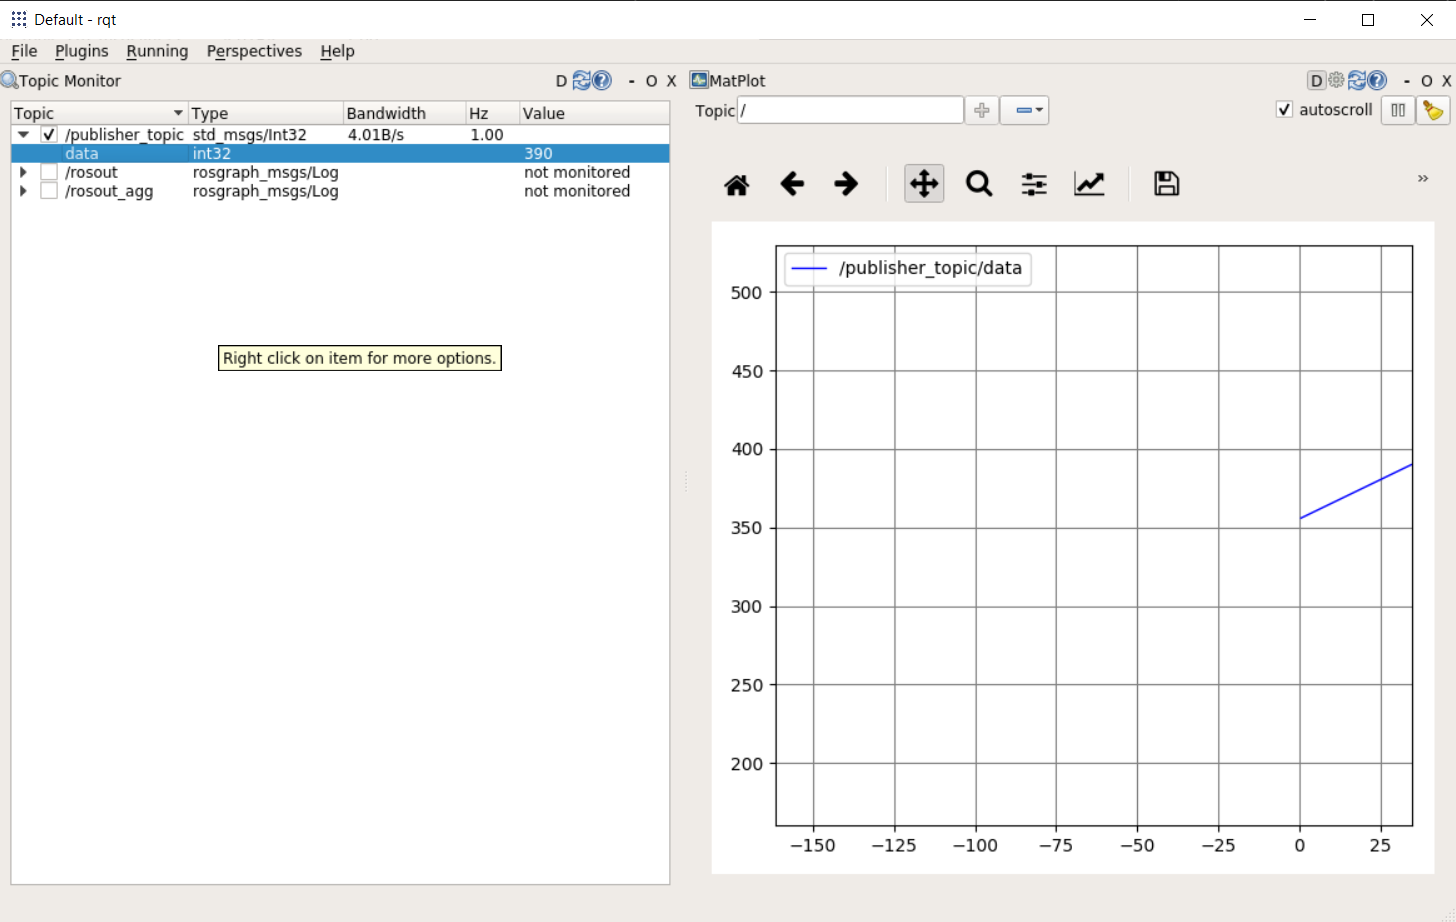 Default - rqt
File Plugins Running Perspectives Help
Topic Monitor D - O X
MatPlot D - O X
Topic Type Bandwidth Hz Value
/publisher_topic std_msgs/Int32 4.01B/s 1.00
data int32 390
/rosout rosgraph_msgs/Log not monitored
/rosout_agg rosgraph_msgs/Log not monitored
Right click on item for more options.
Topic / autoscroll
»
/publisher_topic/data
500
450
400
350
300
250
200
−150 −125 −100 −75 −50 −25 0 25